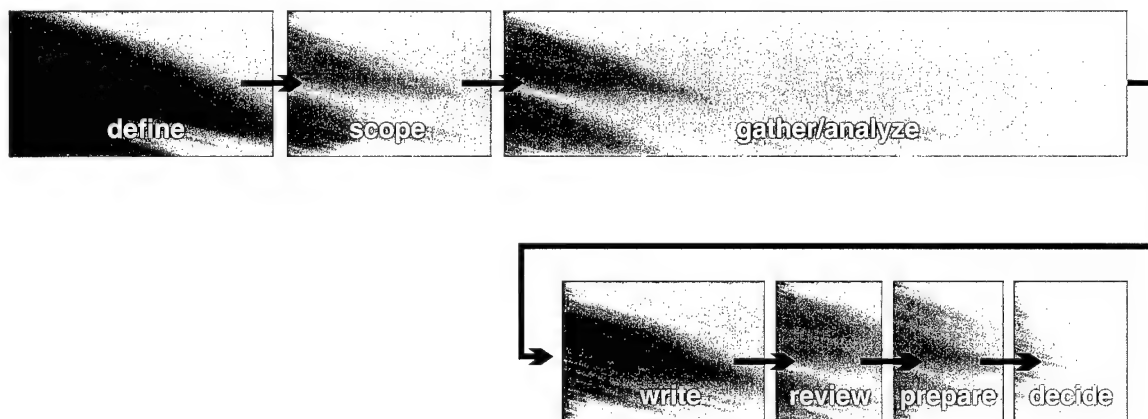 define
scope
gather/analyze
write
review
prepare
decide